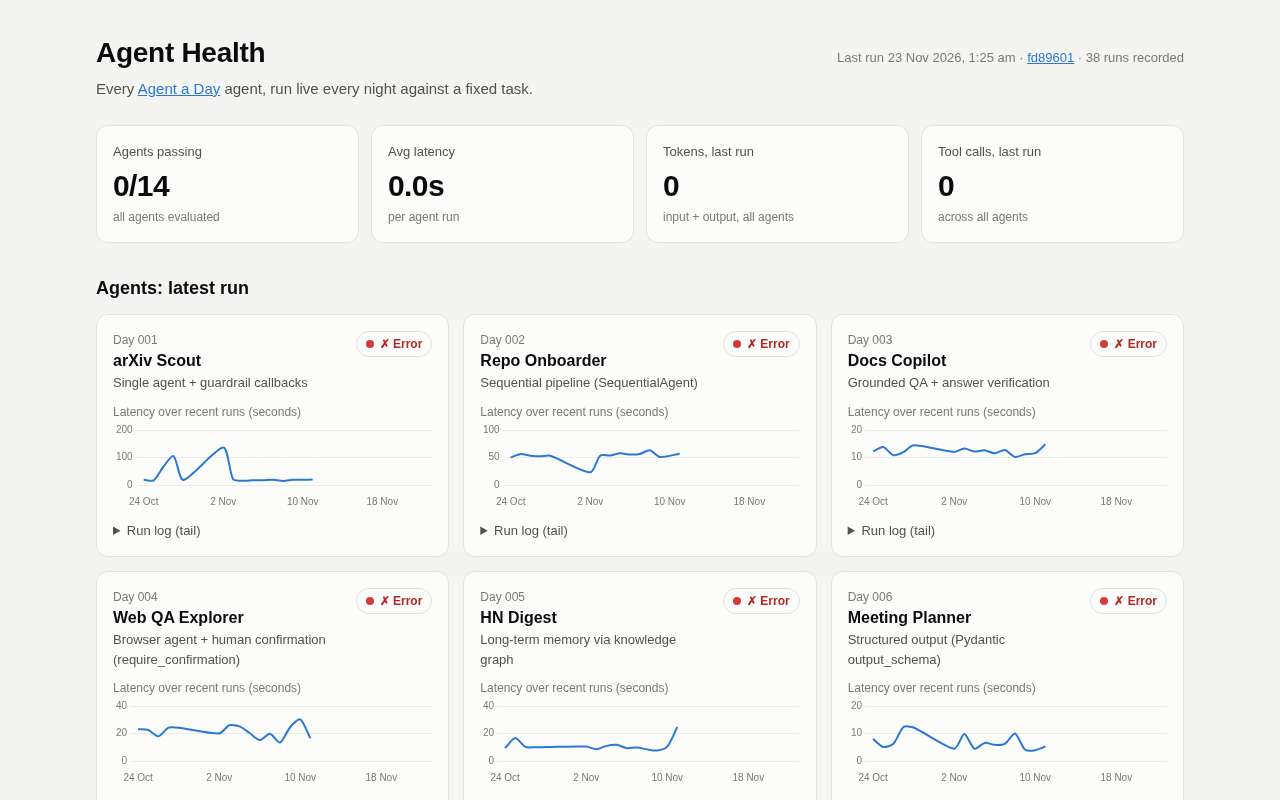 Agent Health
Last run 23 Nov 2026, 1:25 am · fd89601 · 38 runs recorded
Every Agent a Day agent, run live every night against a fixed task.
Agents passing
0/14
all agents evaluated
Avg latency
0.0s
per agent run
Tokens, last run
0
input + output, all agents
Tool calls, last run
0
across all agents
Agents: latest run
Day 001
✗ Error
arXiv Scout
Single agent + guardrail callbacks
Latency over recent runs (seconds)
200
100
0
24 Oct 2 Nov 10 Nov 18 Nov
▶ Run log (tail)
Day 002
✗ Error
Repo Onboarder
Sequential pipeline (SequentialAgent)
Latency over recent runs (seconds)
100
50
0
24 Oct 2 Nov 10 Nov 18 Nov
▶ Run log (tail)
Day 003
✗ Error
Docs Copilot
Grounded QA + answer verification
Latency over recent runs (seconds)
20
10
0
24 Oct 2 Nov 10 Nov 18 Nov
▶ Run log (tail)
Day 004
✗ Error
Web QA Explorer
Browser agent + human confirmation
(require_confirmation)
Latency over recent runs (seconds)
40
20
0
24 Oct 2 Nov 10 Nov 18 Nov
Day 005
✗ Error
HN Digest
Long-term memory via knowledge
graph
Latency over recent runs (seconds)
40
20
0
24 Oct 2 Nov 10 Nov 18 Nov
Day 006
✗ Error
Meeting Planner
Structured output (Pydantic
output_schema)
Latency over recent runs (seconds)
20
10
0
24 Oct 2 Nov 10 Nov 18 Nov